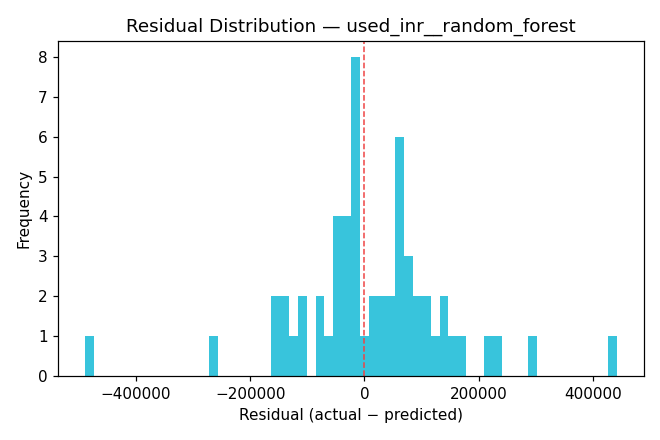 Residual Distribution — used_inr__random_forest
8
7
6
5
4
3
2
1
0
Frequency
−400000 −200000 0 200000 400000
Residual (actual − predicted)